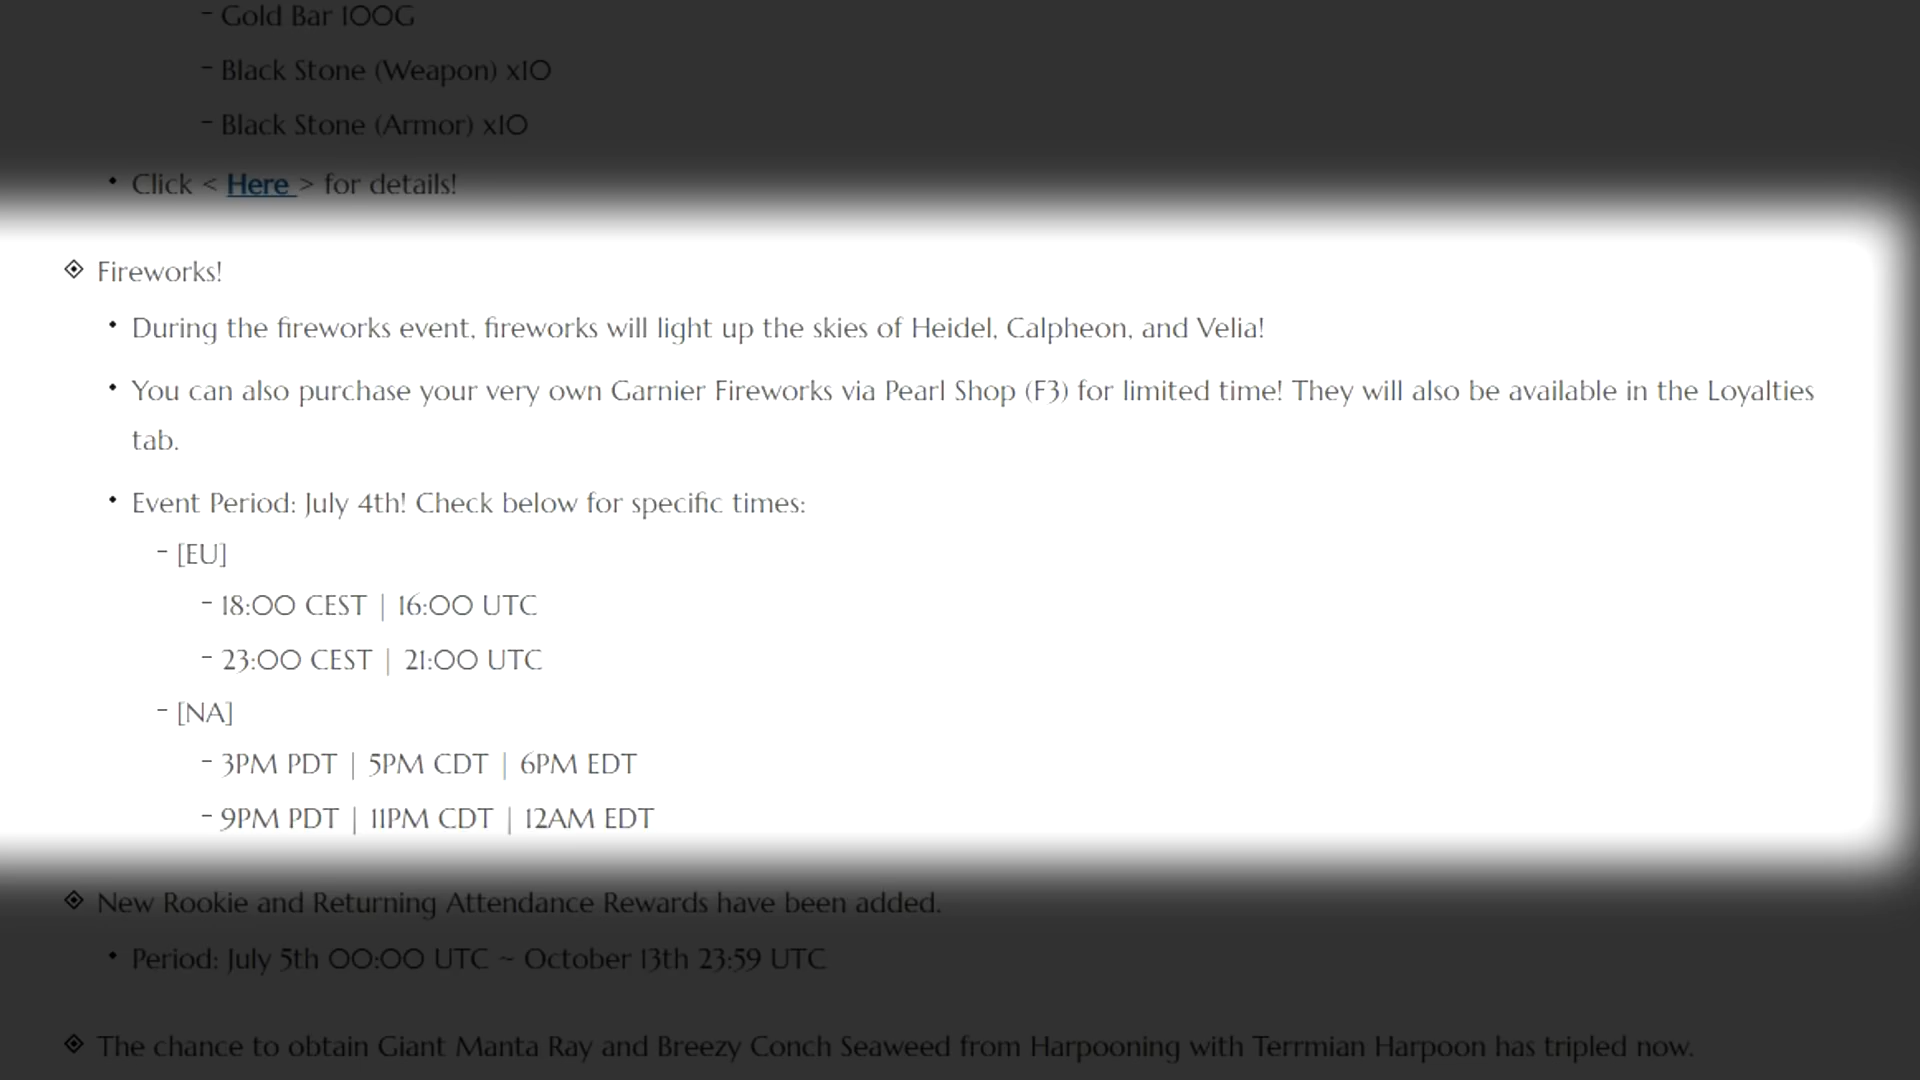 - Gold Bar 100G
- Black Stone (Weapon) x10
- Black Stone (Armor) x10
• Click < Here > for details!
◈ Fireworks!
• During the fireworks event, fireworks will light up the skies of Heidel, Calpheon, and Velia!
• You can also purchase your very own Garnier Fireworks via Pearl Shop (F3) for limited time! They will also be available in the Loyalties
tab.
• Event Period: July 4th! Check below for specific times:
- [EU]
- 18:00 CEST | 16:00 UTC
- 23:00 CEST | 21:00 UTC
- [NA]
- 3PM PDT | 5PM CDT | 6PM EDT
- 9PM PDT | 11PM CDT | 12AM EDT
◈ New Rookie and Returning Attendance Rewards have been added.
• Period: July 5th 00:00 UTC ~ October 13th 23:59 UTC
◈ The chance to obtain Giant Manta Ray and Breezy Conch Seaweed from Harpooning with Terrmian Harpoon has tripled now.